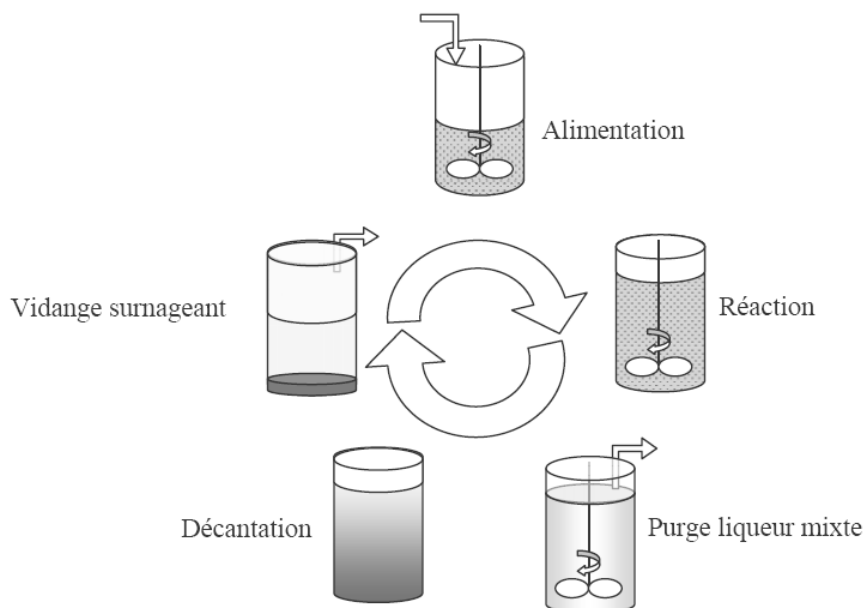 Alimentation
Réaction
Purge liqueur mixte
Décantation
Vidange surnageant